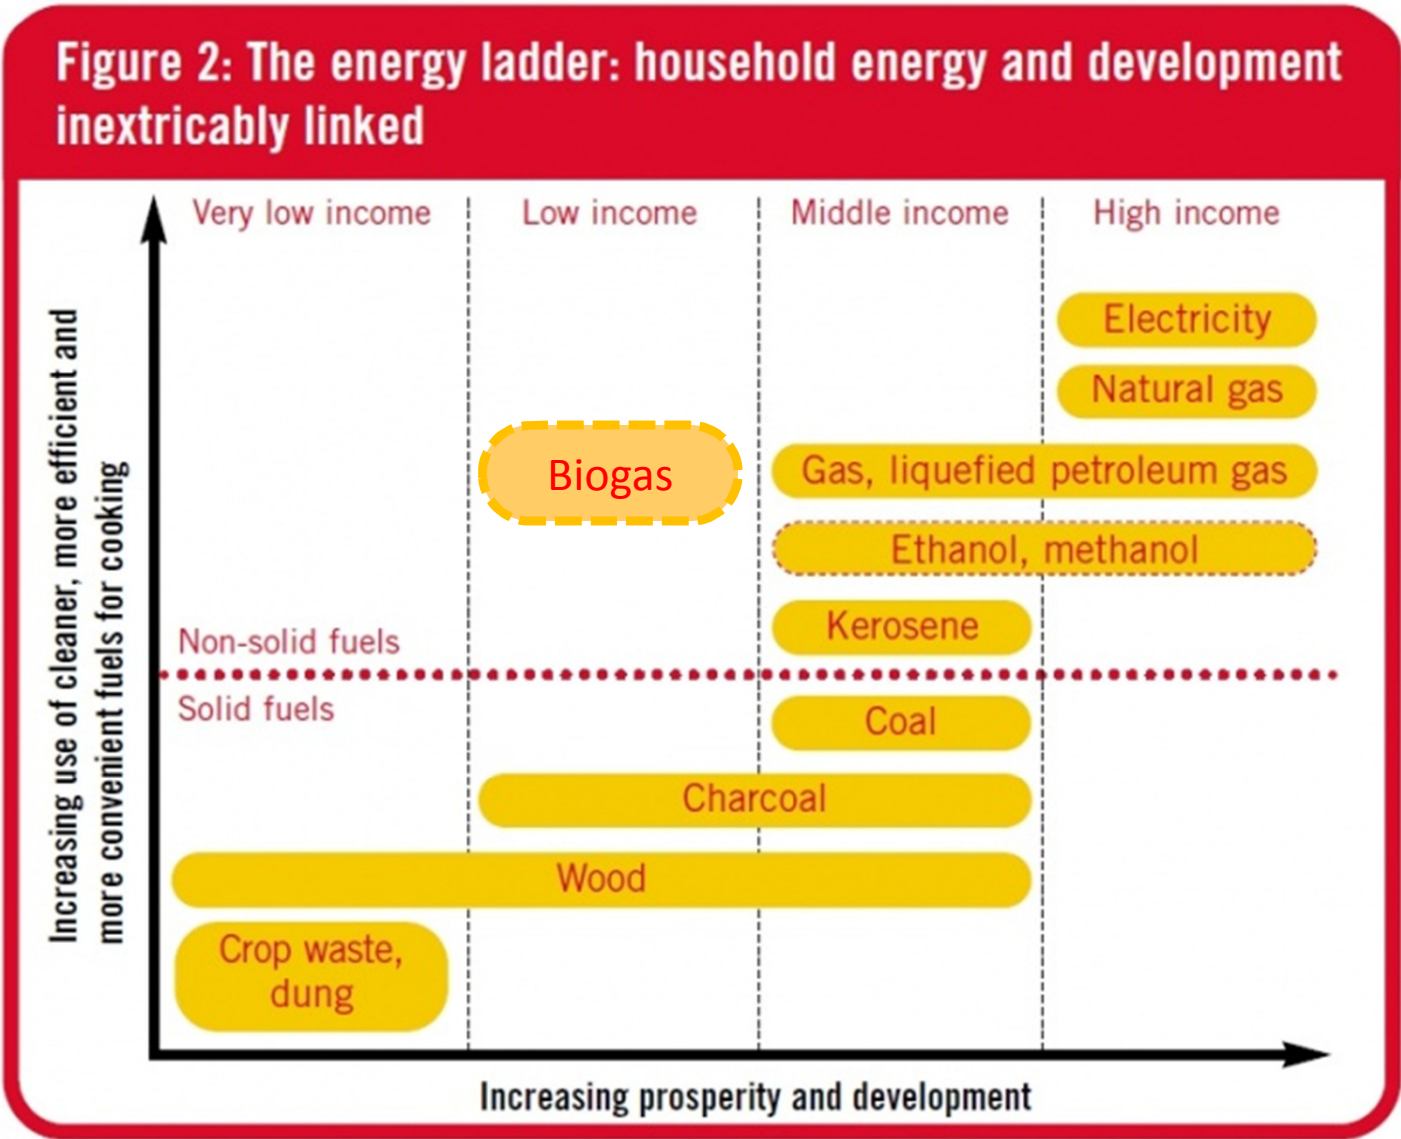 Figure 2: The energy ladder: household energy and development
inextricably linked
Very low income
Low income
Middle income
High income
Electricity
Natural gas
Biogas
Gas, liquefied petroleum gas
Ethanol, methanol
Kerosene
Non-solid fuels
Solid fuels
Coal
Charcoal
Wood
Crop waste,
dung
Increasing use of cleaner, more efficient and
more convenient fuels for cooking
Increasing prosperity and development